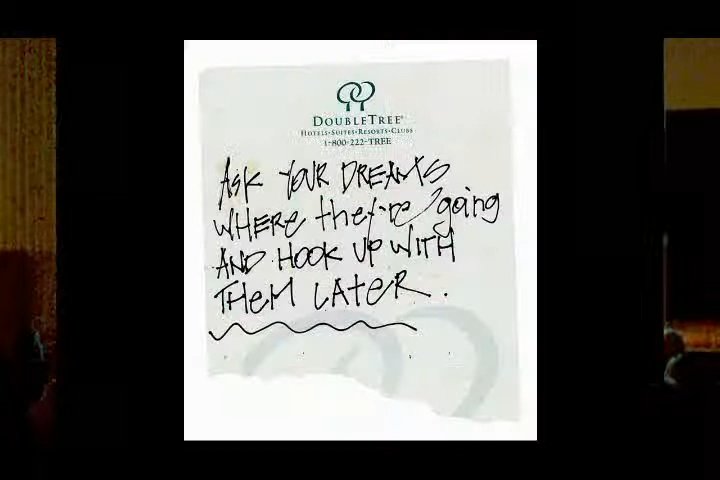 DOUBLETREE®
HOTELS•SUITES•RESORTS•CLUBS
1-800-222-TREE
ASK YOUR DREAMS
WHERE they're going
AND HOOK UP WITH
THEM LATER.